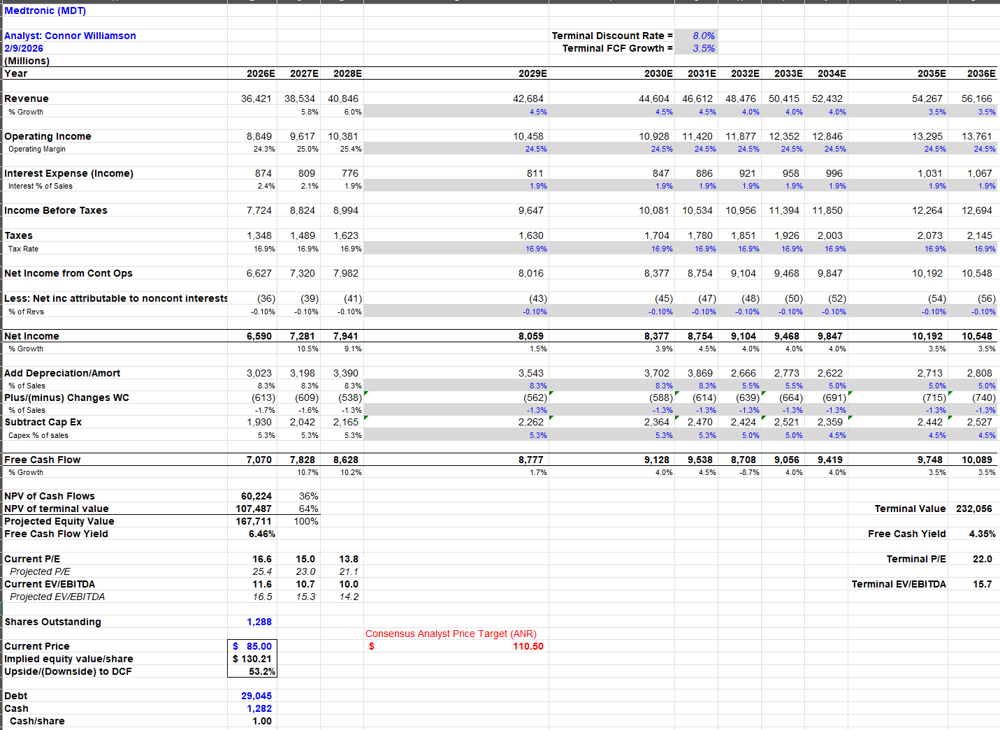 Medtronic (MDT)
Analyst: Connor Williamson Terminal Discount Rate = 8.0%
2/9/2026 Terminal FCF Growth = 3.5%
(Millions)
Year 2026E 2027E 2028E 2029E 2030E 2031E 2032E 2033E 2034E 2035E 2036E
Revenue 36,421 38,534 40,846 42,684 44,604 46,612 48,476 50,415 52,432 54,267 56,166
% Growth 5.8% 6.0% 4.5% 4.5% 4.5% 4.0% 4.0% 4.0% 3.5% 3.5%
Operating Income 8,849 9,617 10,381 10,458 10,928 11,420 11,877 12,352 12,846 13,295 13,761
Operating Margin 24.3% 25.0% 25.4% 24.5% 24.5% 24.5% 24.5% 24.5% 24.5% 24.5% 24.5%
Interest Expense (Income) 874 809 776 811 847 886 921 958 996 1,031 1,067
Interest % of Sales 2.4% 2.1% 1.9% 1.9% 1.9% 1.9% 1.9% 1.9% 1.9% 1.9% 1.9%
Income Before Taxes 7,724 8,824 8,994 9,647 10,081 10,534 10,956 11,394 11,850 12,264 12,694
Taxes 1,348 1,489 1,623 1,630 1,704 1,780 1,851 1,926 2,003 2,073 2,145
Tax Rate 16.9% 16.9% 16.9% 16.9% 16.9% 16.9% 16.9% 16.9% 16.9% 16.9% 16.9%
Net Income from Cont Ops 6,627 7,320 7,982 8,016 8,377 8,754 9,104 9,468 9,847 10,192 10,548
Less: Net inc attributable to noncont interests (36) (39) (41) (43) (45) (47) (48) (50) (52) (54) (56)
% of Revs -0.10% -0.10% -0.10% -0.10% -0.10% -0.10% -0.10% -0.10% -0.10% -0.10% -0.10%
Net Income 6,590 7,281 7,941 8,059 8,377 8,754 9,104 9,468 9,847 10,192 10,548
% Growth 10.5% 9.1% 1.5% 3.9% 4.5% 4.0% 4.0% 4.0% 3.5% 3.5%
Add Depreciation/Amort 3,023 3,198 3,390 3,543 3,702 3,869 2,666 2,773 2,622 2,713 2,808
% of Sales 8.3% 8.3% 8.3% 8.3% 8.3% 8.3% 5.5% 5.5% 5.0% 5.0% 5.0%
Plus/(minus) Changes WC (613) (609) (538) (562) (588) (614) (639) (664) (691) (715) (740)
% of Sales -1.7% -1.6% -1.3% -1.3% -1.3% -1.3% -1.3% -1.3% -1.3% -1.3% -1.3%
Subtract Cap Ex 1,930 2,042 2,165 2,262 2,364 2,470 2,424 2,521 2,359 2,442 2,527
Capex % of sales 5.3% 5.3% 5.3% 5.3% 5.3% 5.3% 5.0% 5.0% 4.5% 4.5% 4.5%
Free Cash Flow 7,070 7,828 8,628 8,777 9,128 9,538 8,708 9,056 9,419 9,748 10,089
% Growth 10.7% 10.2% 1.7% 4.0% 4.5% -8.7% 4.0% 4.0% 3.5% 3.5%
NPV of Cash Flows 60,224 36%
NPV of terminal value 107,487 64% Terminal Value 232,056
Projected Equity Value 167,711 100%
Free Cash Flow Yield 6.46% Free Cash Yield 4.35%
Current P/E 16.6 15.0 13.8 Terminal P/E 22.0
Projected P/E 25.4 23.0 21.1
Current EV/EBITDA 11.6 10.7 10.0 Terminal EV/EBITDA 15.7
Projected EV/EBITDA 16.5 15.3 14.2
Shares Outstanding 1,288
Consensus Analyst Price Target (ANR)
Current Price $ 85.00 $ 110.50
Implied equity value/share $ 130.21
Upside/(Downside) to DCF 53.2%
Debt 29,045
Cash 1,282
Cash/share 1.00